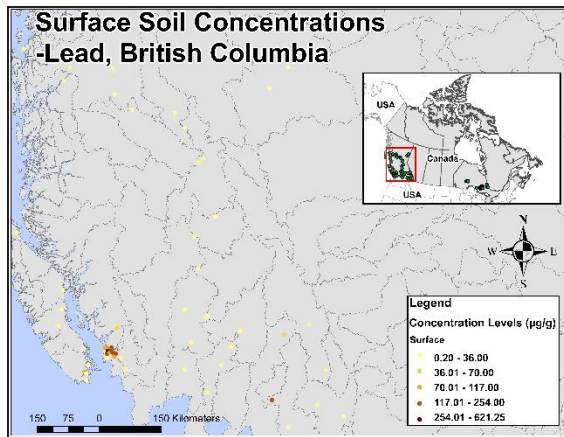 Surface Soil Concentrations
-Lead, British Columbia
USA
Canada
USA
N
W E
S
Legend
Concentration Levels (µg/g)
Surface
0.20 - 36.00
36.01 - 70.00
70.01 - 117.00
117.01 - 254.00
254.01 - 621.25
150 75 0 150 Kilometers